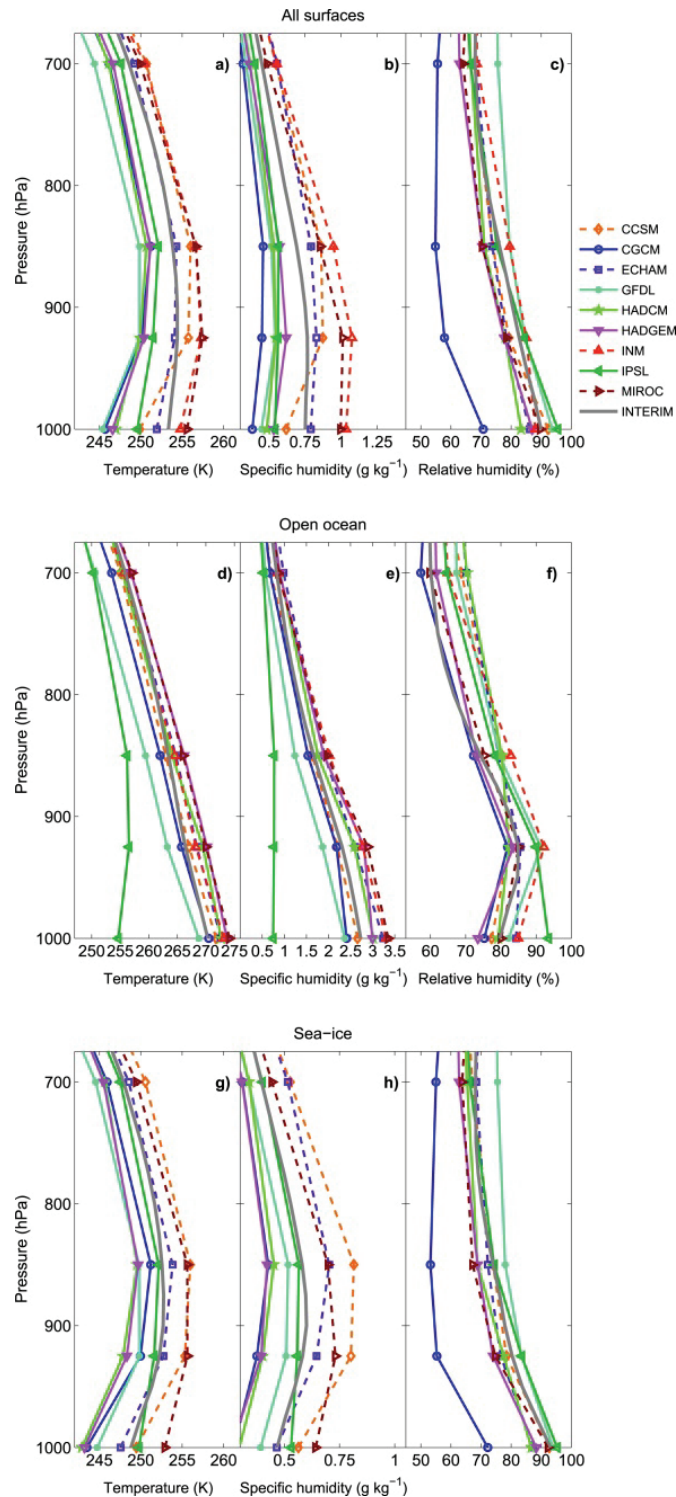 All surfaces
a) b) c)
700
800
900
1000
Pressure (hPa)
245 250 255 260 0.5 0.75 1 1.25 50 60 70 80 90 100
Temperature (K) Specific humidity (g kg⁻¹) Relative humidity (%)
CCSM
CGCM
ECHAM
GFDL
HADCM
HADGEM
INM
IPSL
MIROC
INTERIM
Open ocean
d) e) f)
700
800
900
1000
Pressure (hPa)
250 255 260 265 270 275 0.5 1 1.5 2 2.5 3 3.5 60 70 80 90 100
Temperature (K) Specific humidity (g kg⁻¹) Relative humidity (%)
Sea−ice
g) h)
700
800
900
1000
Pressure (hPa)
245 250 255 260 0.5 0.75 1 50 60 70 80 90 100
Temperature (K) Specific humidity (g kg⁻¹) Relative humidity (%)